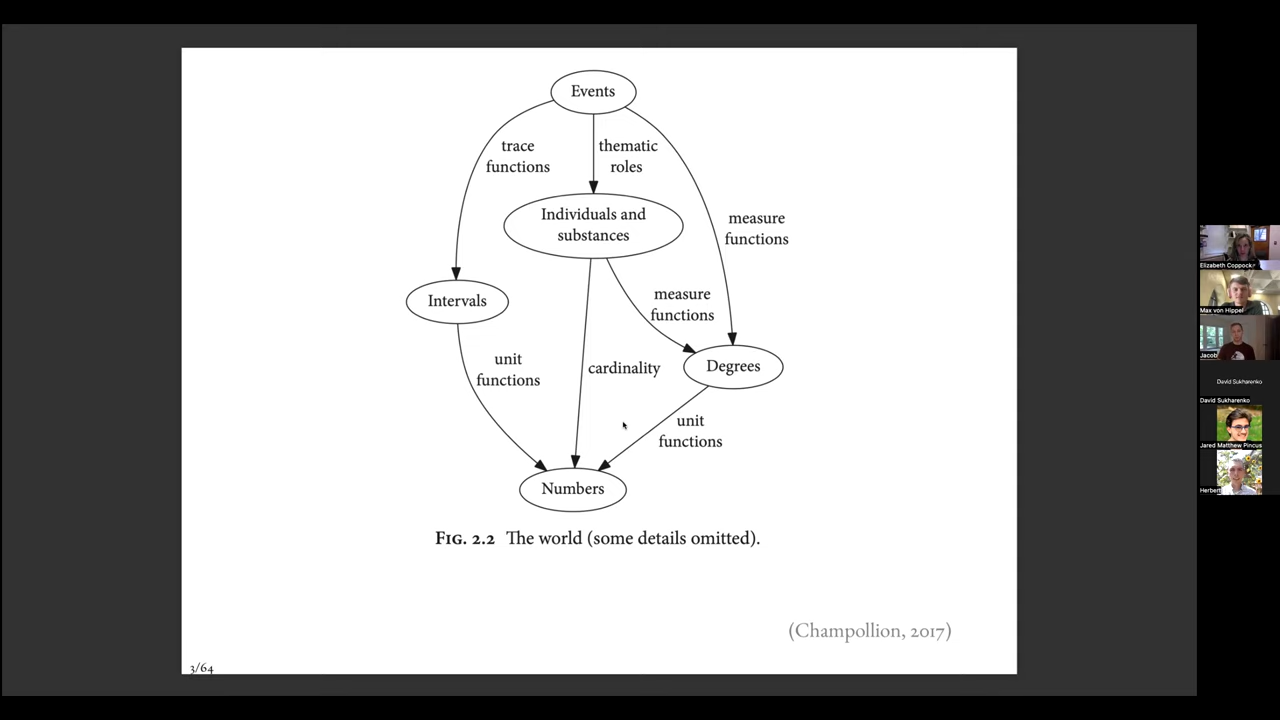 Events
trace
functions
thematic
roles
measure
functions
Individuals and
substances
Intervals
measure
functions
unit
functions
cardinality
Degrees
unit
functions
Numbers
FIG. 2.2 The world (some details omitted).
(Champollion, 2017)
3/64
Elizabeth Coppock
Max von Hippel
Jacob
David Sukharenko
David Sukharenko
Jared Matthew Pincus
Herbert